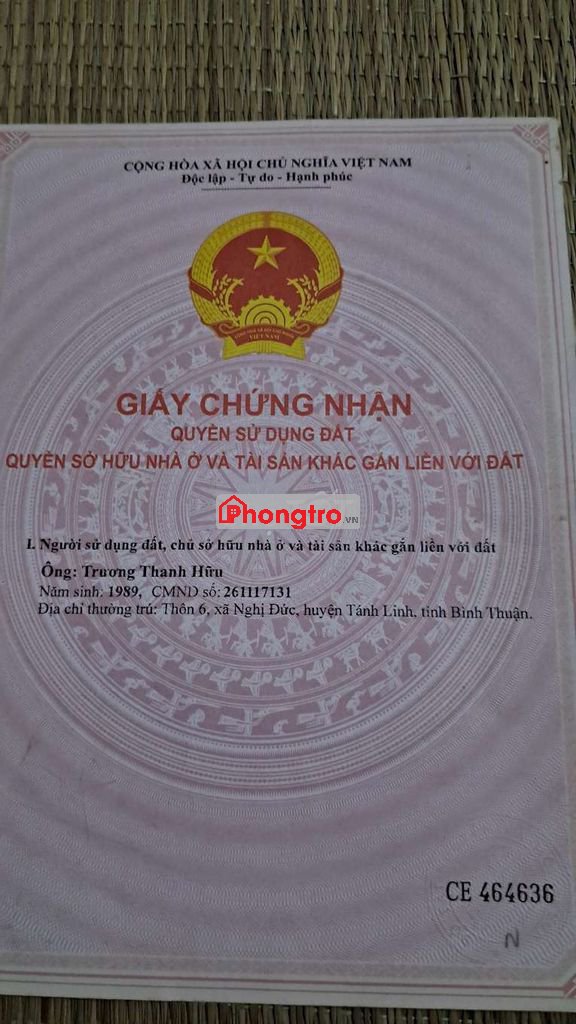 CỘNG HÒA XÃ HỘI CHỦ NGHĨA VIỆT NAM
Độc lập - Tự do - Hạnh phúc
VIỆT NAM
GIẤY CHỨNG NHẬN
QUYỀN SỬ DỤNG ĐẤT
QUYỀN SỞ HỮU NHÀ Ở VÀ TÀI SẢN KHÁC GẮN LIỀN VỚI ĐẤT
Phongtro.VN
I. Người sử dụng đất, chủ sở hữu nhà ở và tài sản khác gắn liền với đất
Ông: Trương Thanh Hữu
Năm sinh: 1989, CMND số: 261117131
Địa chỉ thường trú: Thôn 6, xã Nghị Đức, huyện Tánh Linh, tỉnh Bình Thuận.
CE 464636
N